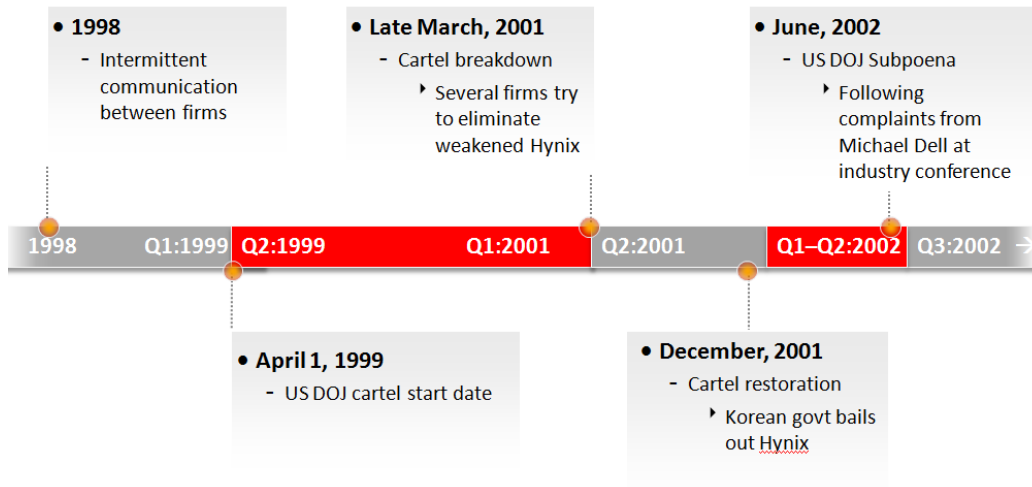 • 1998
- Intermittent
communication
between firms
• Late March, 2001
- Cartel breakdown
‣ Several firms try
to eliminate
weakened Hynix
• June, 2002
- US DOJ Subpoena
‣ Following
complaints from
Michael Dell at
industry conference
1998 Q1:1999 Q2:1999 Q1:2001 Q2:2001 Q1–Q2:2002 Q3:2002 →
• April 1, 1999
- US DOJ cartel start date
• December, 2001
- Cartel restoration
‣ Korean govt bails
out Hynix